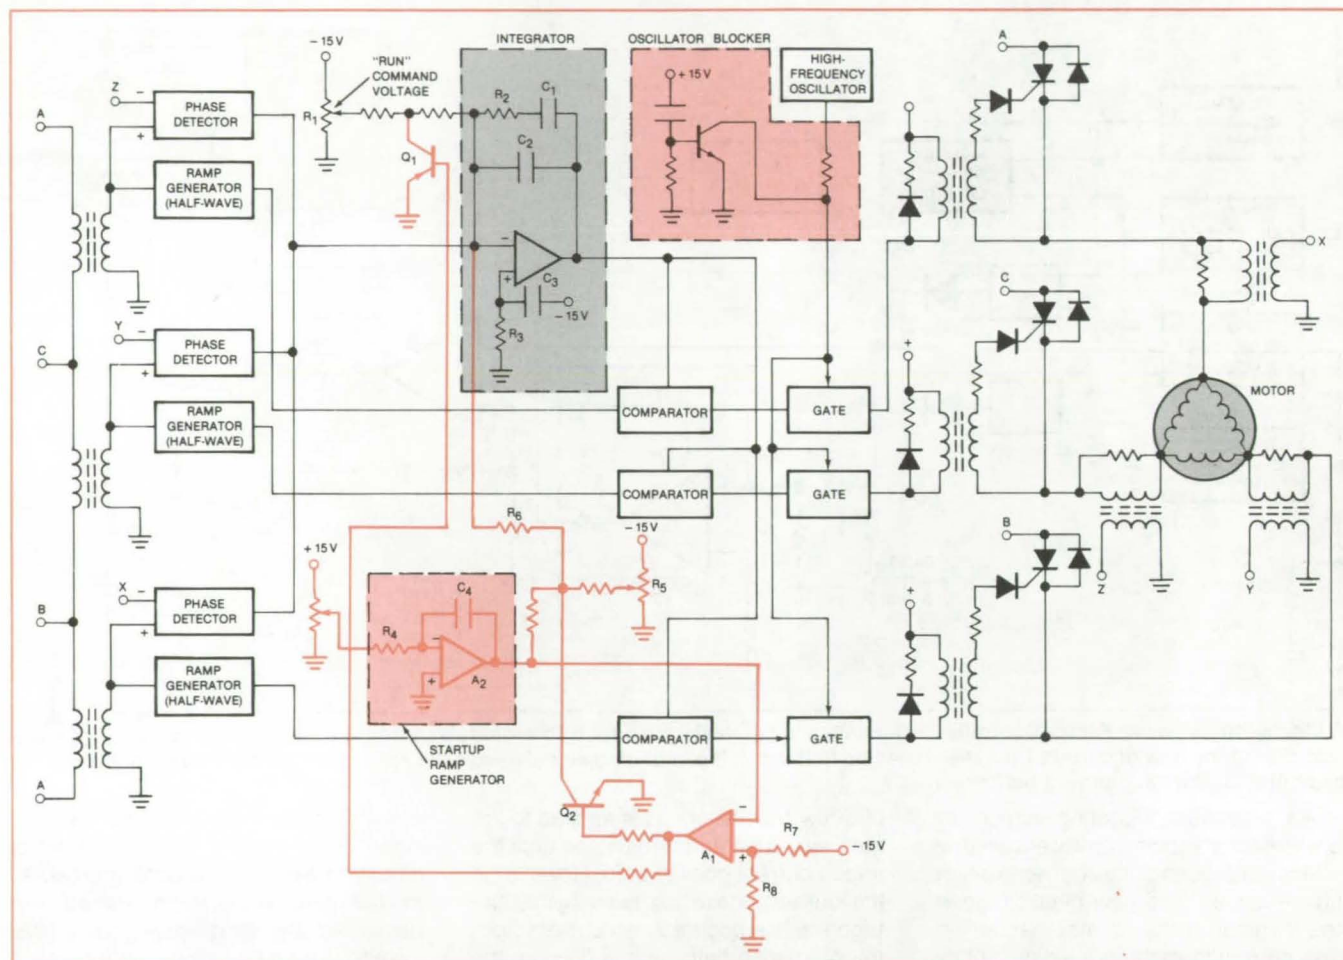 - 15 V
"RUN"
COMMAND
VOLTAGE
R1
INTEGRATOR
R2
C1
C2
-
+
C3
- 15 V
R3
OSCILLATOR BLOCKER
+ 15 V
HIGH-
FREQUENCY
OSCILLATOR
A
Z
-
+
PHASE
DETECTOR
A
RAMP
GENERATOR
(HALF-WAVE)
Q1
X
Y
-
+
PHASE
DETECTOR
C
RAMP
GENERATOR
(HALF-WAVE)
COMPARATOR
GATE
+
C
MOTOR
COMPARATOR
GATE
R6
- 15 V
R5
+ 15 V
C4
R4
-
+
A2
STARTUP
RAMP
GENERATOR
X
-
+
PHASE
DETECTOR
B
RAMP
GENERATOR
(HALF-WAVE)
A
B
Z
Y
+
COMPARATOR
GATE
Q2
-
+
A1
R7
- 15 V
R8